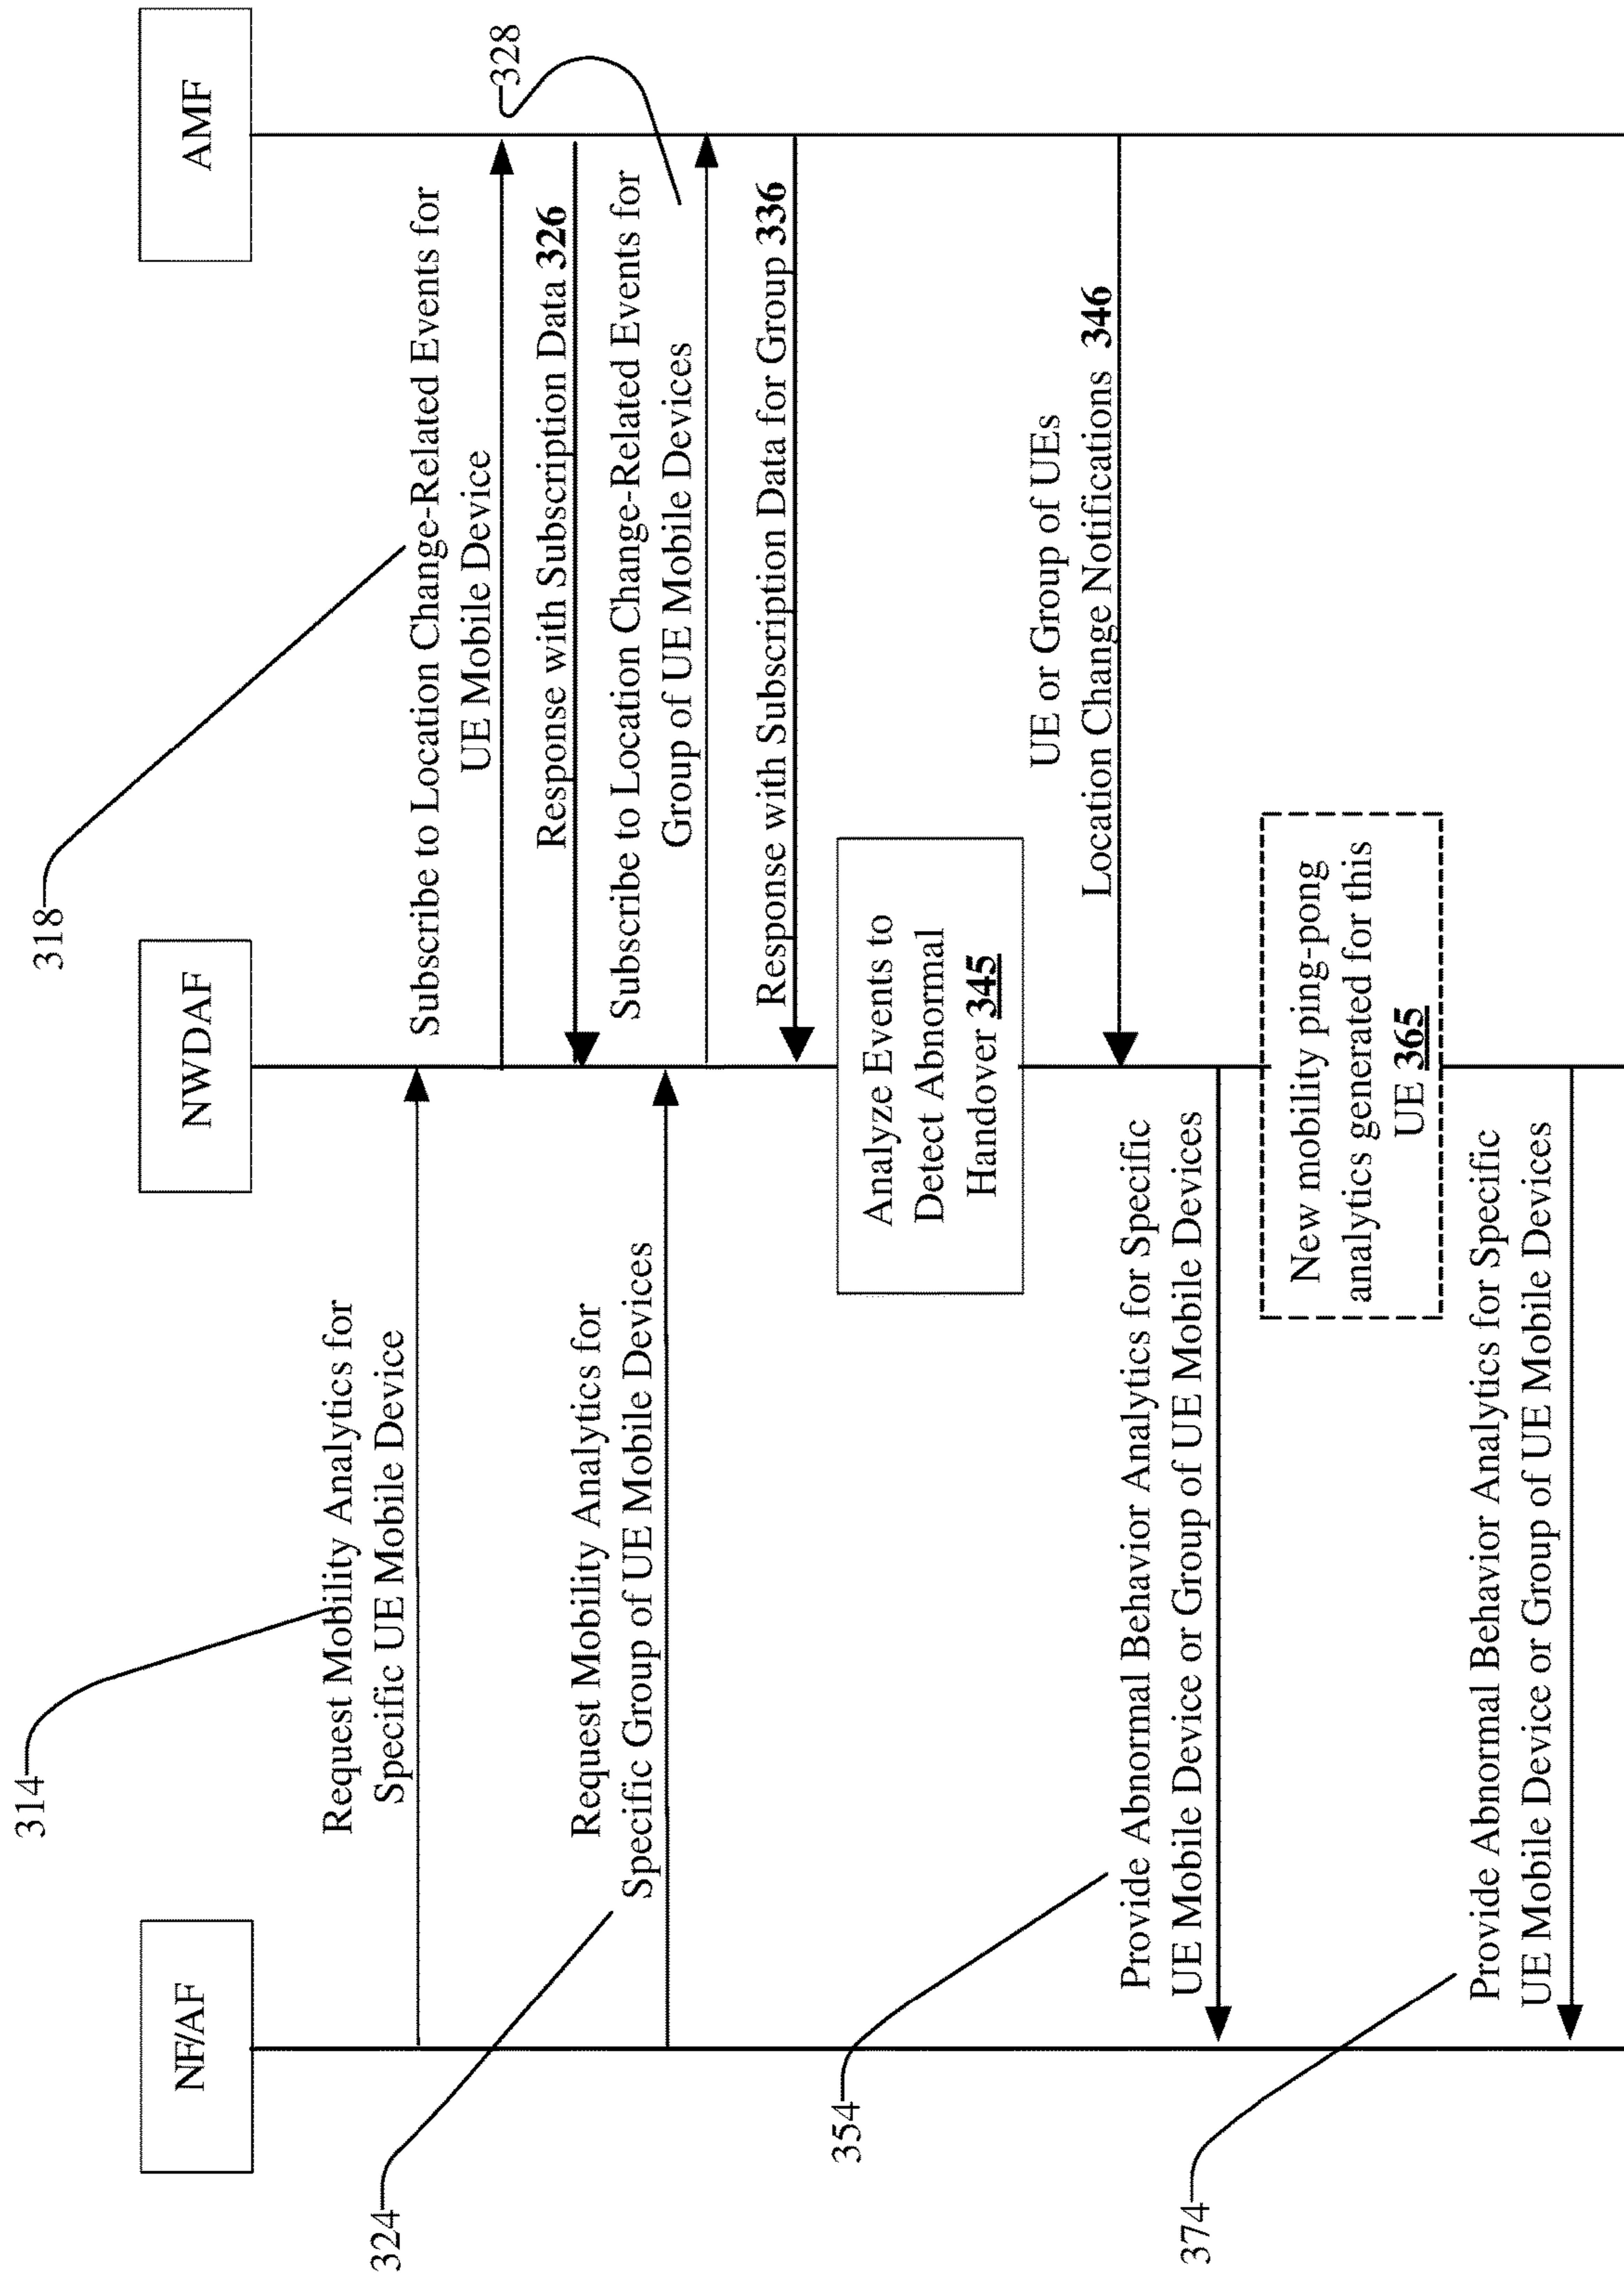 NF/AF
NWDAF
AMF
314
318
Request Mobility Analytics for
Specific UE Mobile Device
Subscribe to Location Change-Related Events for
UE Mobile Device
328
Response with Subscription Data 326
324
Request Mobility Analytics for
Specific Group of UE Mobile Devices
Subscribe to Location Change-Related Events for
Group of UE Mobile Devices
Response with Subscription Data for Group 336
Analyze Events to
Detect Abnormal
Handover 345
UE or Group of UEs
Location Change Notifications 346
354
Provide Abnormal Behavior Analytics for Specific
UE Mobile Device or Group of UE Mobile Devices
New mobility ping-pong
analytics generated for this
UE 365
374
Provide Abnormal Behavior Analytics for Specific
UE Mobile Device or Group of UE Mobile Devices